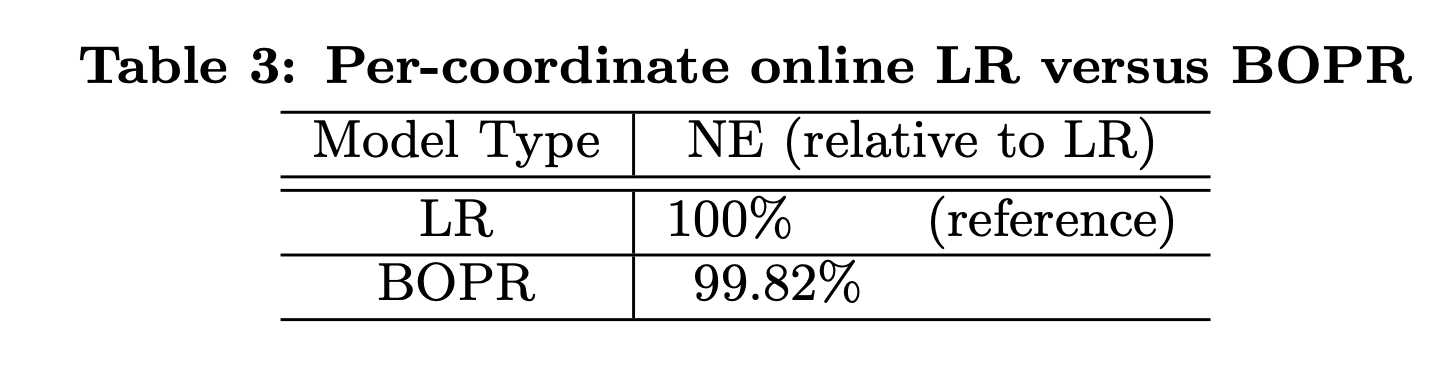 Table 3: Per-coordinate online LR versus BOPR
Model Type NE (relative to LR)
LR 100% (reference)
BOPR 99.82%